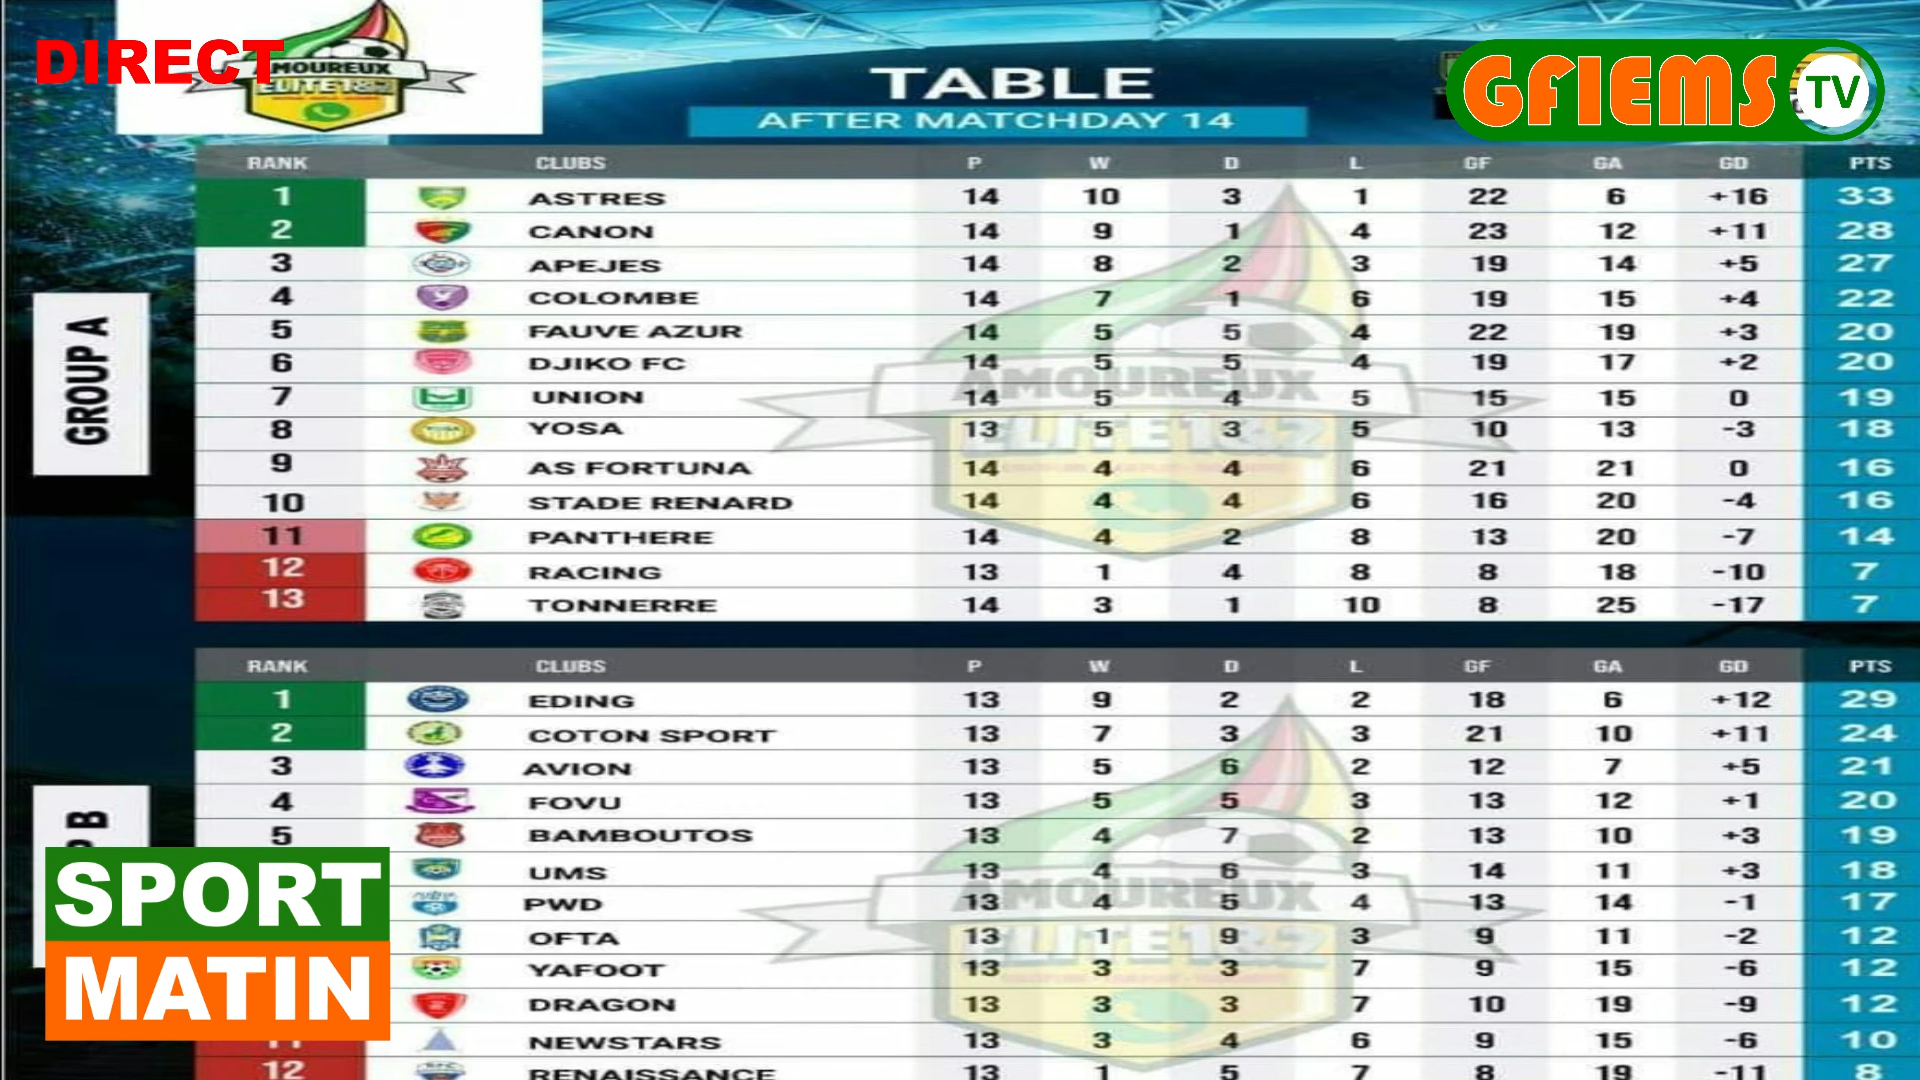 DIRECT
AMOUREUX
ELITE1&2
TABLE
AFTER MATCHDAY 14
GFIEMS TV
GROUP A
RANK CLUBS P W D L GF GA GD PTS
1 ASTRES 14 10 3 1 22 6 +16 33
2 CANON 14 9 1 4 23 12 +11 28
3 APEJES 14 8 2 3 19 14 +5 27
4 COLOMBE 14 7 1 6 19 15 +4 22
5 FAUVE AZUR 14 5 5 4 22 19 +3 20
6 DJIKO FC 14 5 5 4 19 17 +2 20
7 UNION 14 5 4 5 15 15 0 19
8 YOSA 13 5 3 5 10 13 -3 18
9 AS FORTUNA 14 4 4 6 21 21 0 16
10 STADE RENARD 14 4 4 6 16 20 -4 16
11 PANTHERE 14 4 2 8 13 20 -7 14
12 RACING 13 1 4 8 8 18 -10 7
13 TONNERRE 14 3 1 10 8 25 -17 7
AMOUREUX
ELITE1&2
P B
RANK CLUBS P W D L GF GA GD PTS
1 EDING 13 9 2 2 18 6 +12 29
2 COTON SPORT 13 7 3 3 21 10 +11 24
3 AVION 13 5 6 2 12 7 +5 21
4 FOVU 13 5 5 3 13 12 +1 20
5 BAMBOUTOS 13 4 7 2 13 10 +3 19
UMS 13 4 6 3 14 11 +3 18
PWD 13 4 5 4 13 14 -1 17
OFTA 13 1 9 3 9 11 -2 12
YAFOOT 13 3 3 7 9 15 -6 12
DRAGON 13 3 3 7 10 19 -9 12
11 NEWSTARS 13 3 4 6 9 15 -6 10
12 RENAISSANCE 13 1 5 7 8 19 -11 8
AMOUREUX
ELITE1&2
SPORT
MATIN